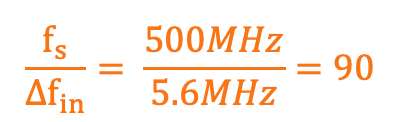 fs/Δfin = 500MHz/5.6MHz = 90